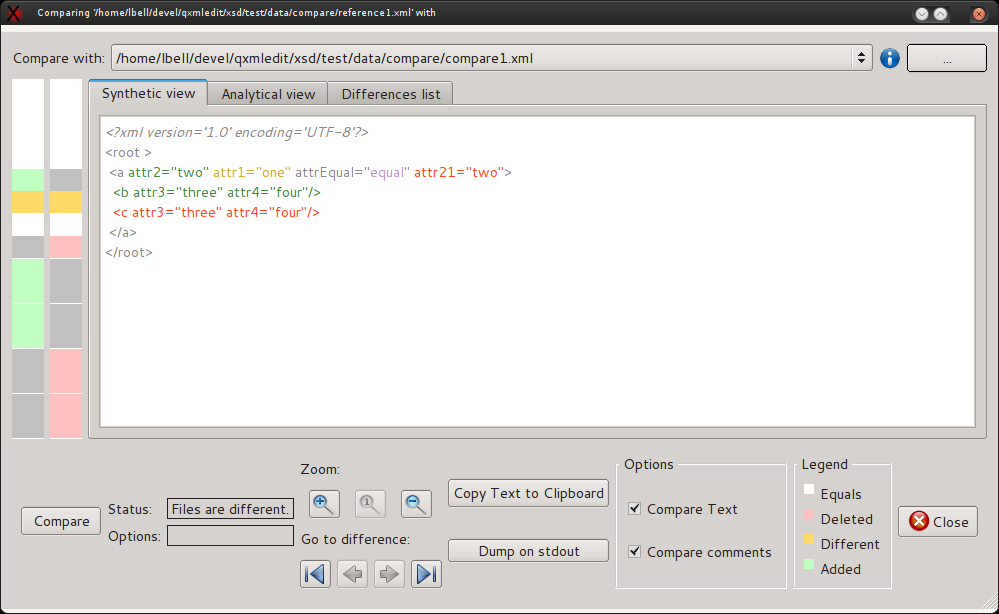 Comparing '/home/lbell/devel/qxmledit/xsd/test/data/compare/reference1.xml' with
Compare with: /home/lbell/devel/qxmledit/xsd/test/data/compare/compare1.xml ...
Synthetic view Analytical view Differences list
<?xml version='1.0' encoding='UTF-8'?>
<root >
<a attr2="two" attr1="one" attrEqual="equal" attr21="two">
<b attr3="three" attr4="four"/>
<c attr3="three" attr4="four"/>
</a>
</root>
Compare
Status: Files are different.
Options:
Zoom:
1
Go to difference:
Copy Text to Clipboard
Dump on stdout
Options
Compare Text
Compare comments
Legend
Equals
Deleted
Different
Added
Close